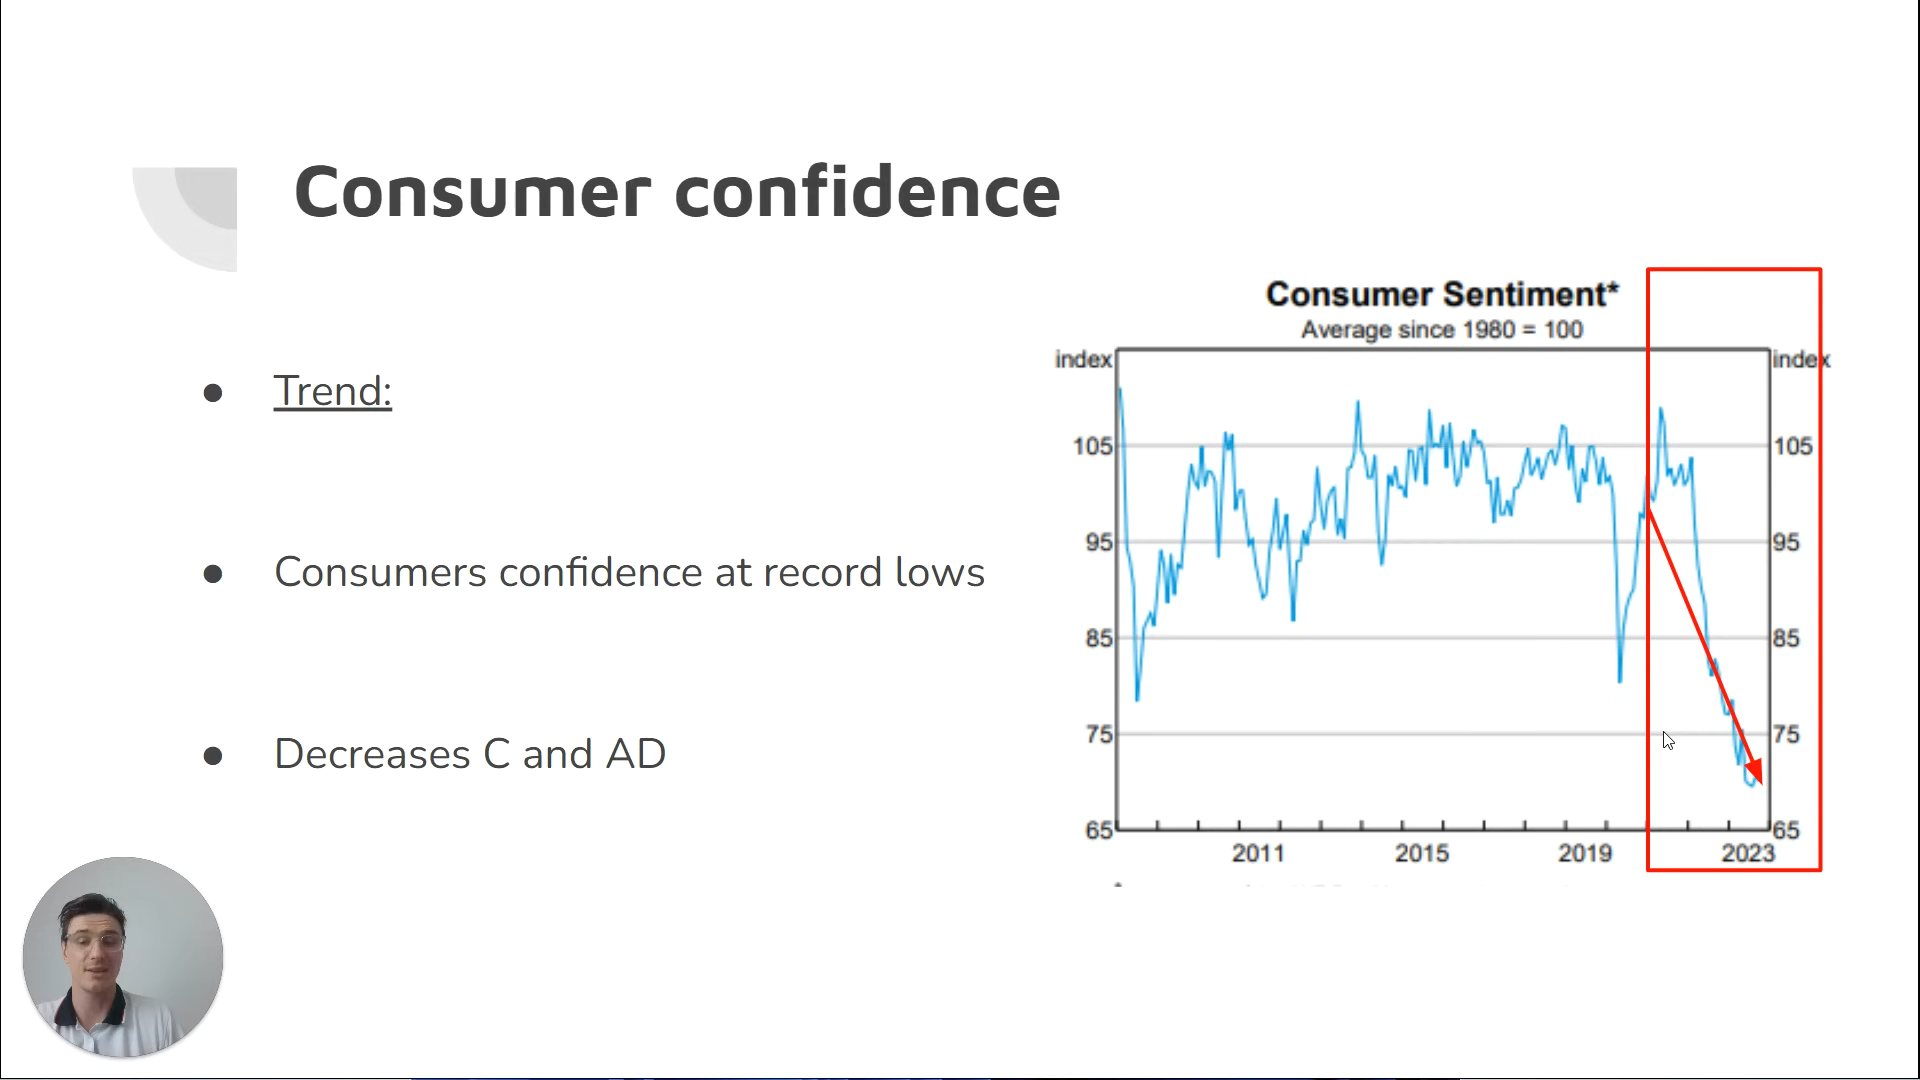 Consumer confidence
Trend:
Consumers confidence at record lows
Decreases C and AD
Consumer Sentiment*
Average since 1980 = 100
index index
105 105
95 95
85 85
75 75
65 65
2011 2015 2019 2023